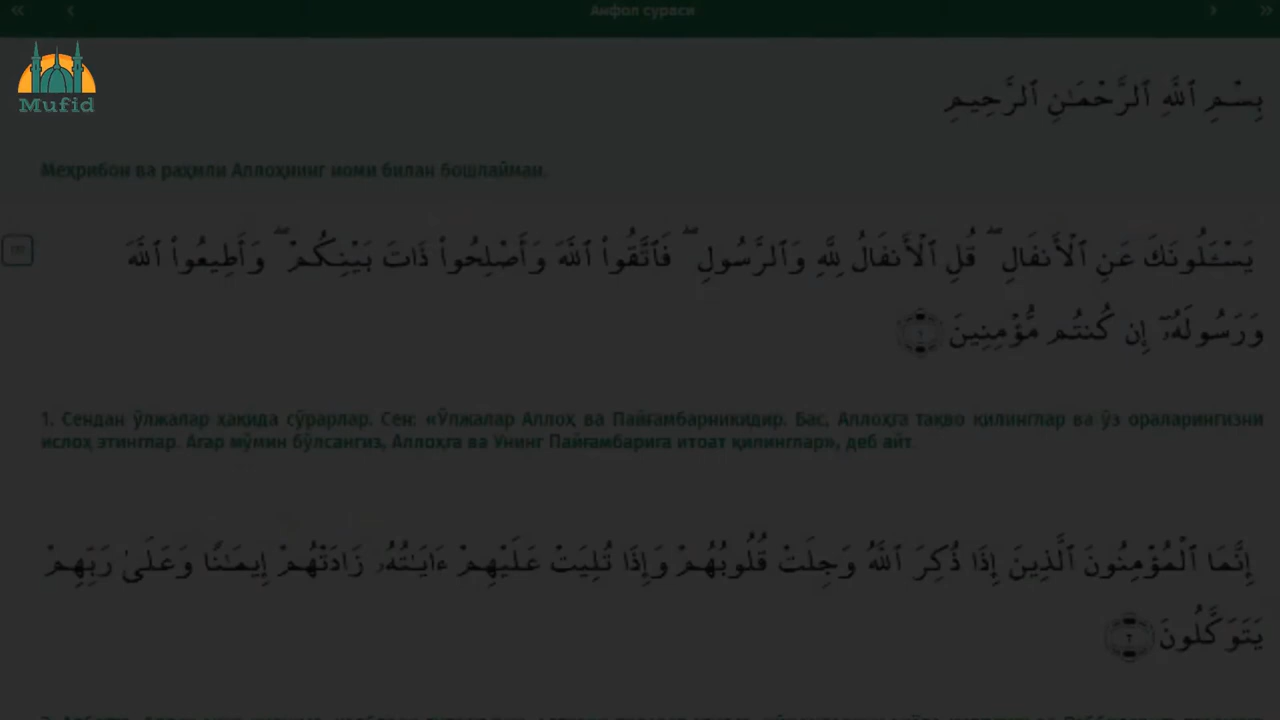 Анфол сураси
Mufid
بِسْمِ ٱللَّهِ ٱلرَّحْمَـٰنِ ٱلرَّحِيمِ
Меҳрибон ва раҳмли Аллоҳнинг номи билан бошлайман.
يَسْـَٔلُونَكَ عَنِ ٱلْأَنفَالِ ۖ قُلِ ٱلْأَنفَالُ لِلَّهِ وَٱلرَّسُولِ ۖ فَٱتَّقُوا۟ ٱللَّهَ وَأَصْلِحُوا۟ ذَاتَ بَيْنِكُمْ ۖ وَأَطِيعُوا۟ ٱللَّهَ
وَرَسُولَهُۥٓ إِن كُنتُم مُّؤْمِنِينَ ١
1. Сендан ўлжалар ҳақида сўрарлар. Сен: «Ўлжалар Аллоҳ ва Пайғамбарникидир. Бас, Аллоҳга тақво қилинглар ва ўз ораларингизни
ислоҳ этинглар. Агар мўмин бўлсангиз, Аллоҳга ва Унинг Пайғамбарига итоат қилинглар», деб айт.
إِنَّمَا ٱلْمُؤْمِنُونَ ٱلَّذِينَ إِذَا ذُكِرَ ٱللَّهُ وَجِلَتْ قُلُوبُهُمْ وَإِذَا تُلِيَتْ عَلَيْهِمْ ءَايَـٰتُهُۥ زَادَتْهُمْ إِيمَـٰنًا وَعَلَىٰ رَبِّهِمْ
يَتَوَكَّلُونَ ٢